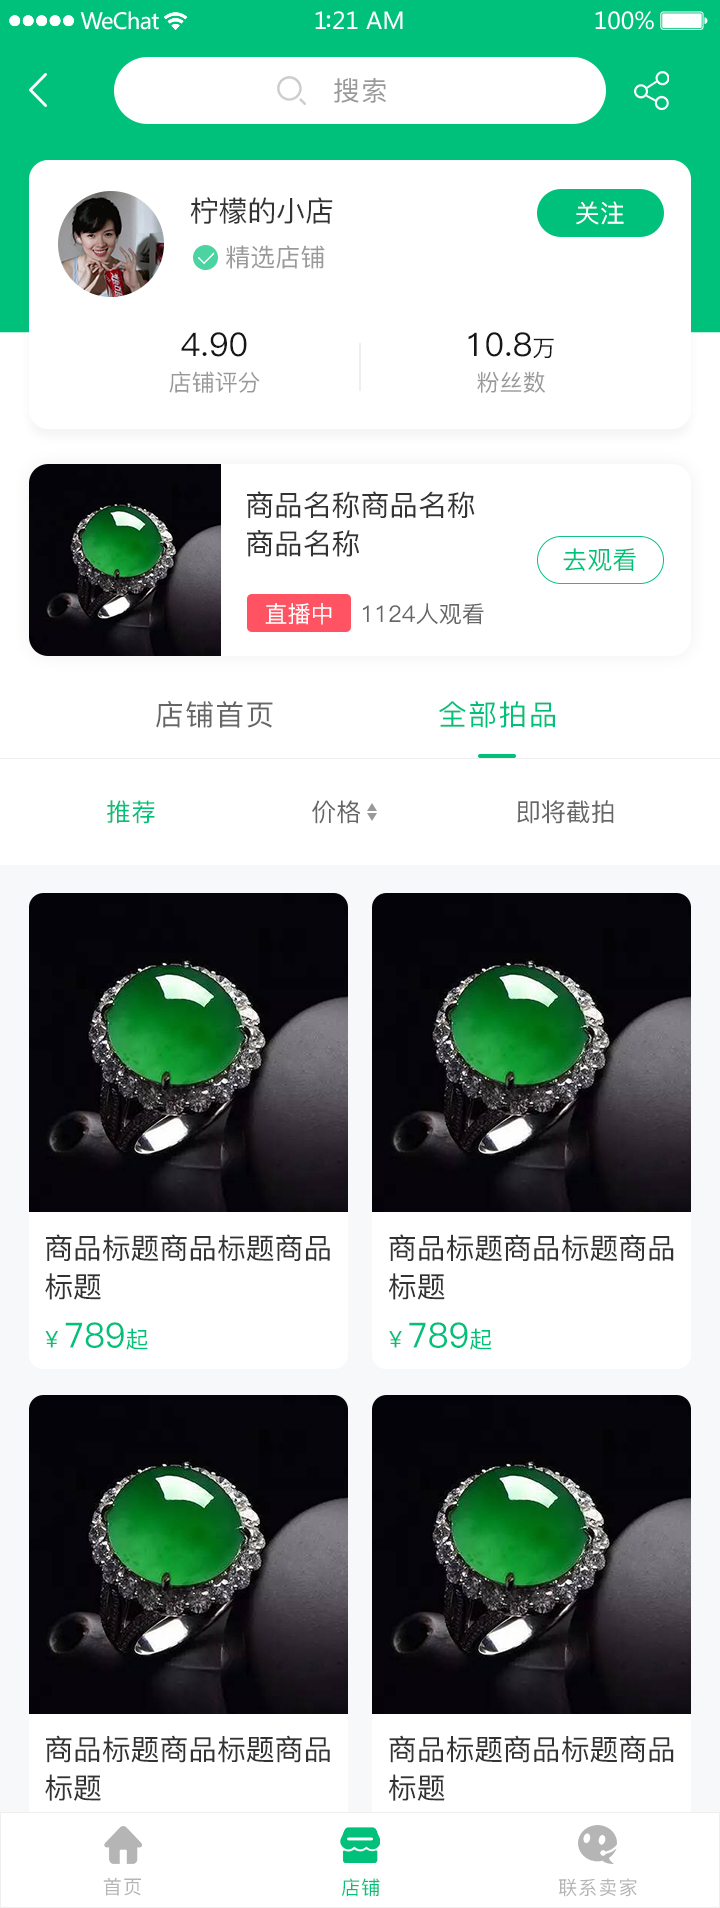 WeChat 1:21 AM 100%
搜索
柠檬的小店 关注
精选店铺
4.90 10.8万
店铺评分 粉丝数
商品名称商品名称
商品名称
去观看
直播中 1124人观看
店铺首页 全部拍品
推荐 价格 即将截拍
商品标题商品标题商品 商品标题商品标题商品
标题 标题
¥ 789起 ¥ 789起
商品标题商品标题商品 商品标题商品标题商品
标题 标题
首页 店铺 联系卖家